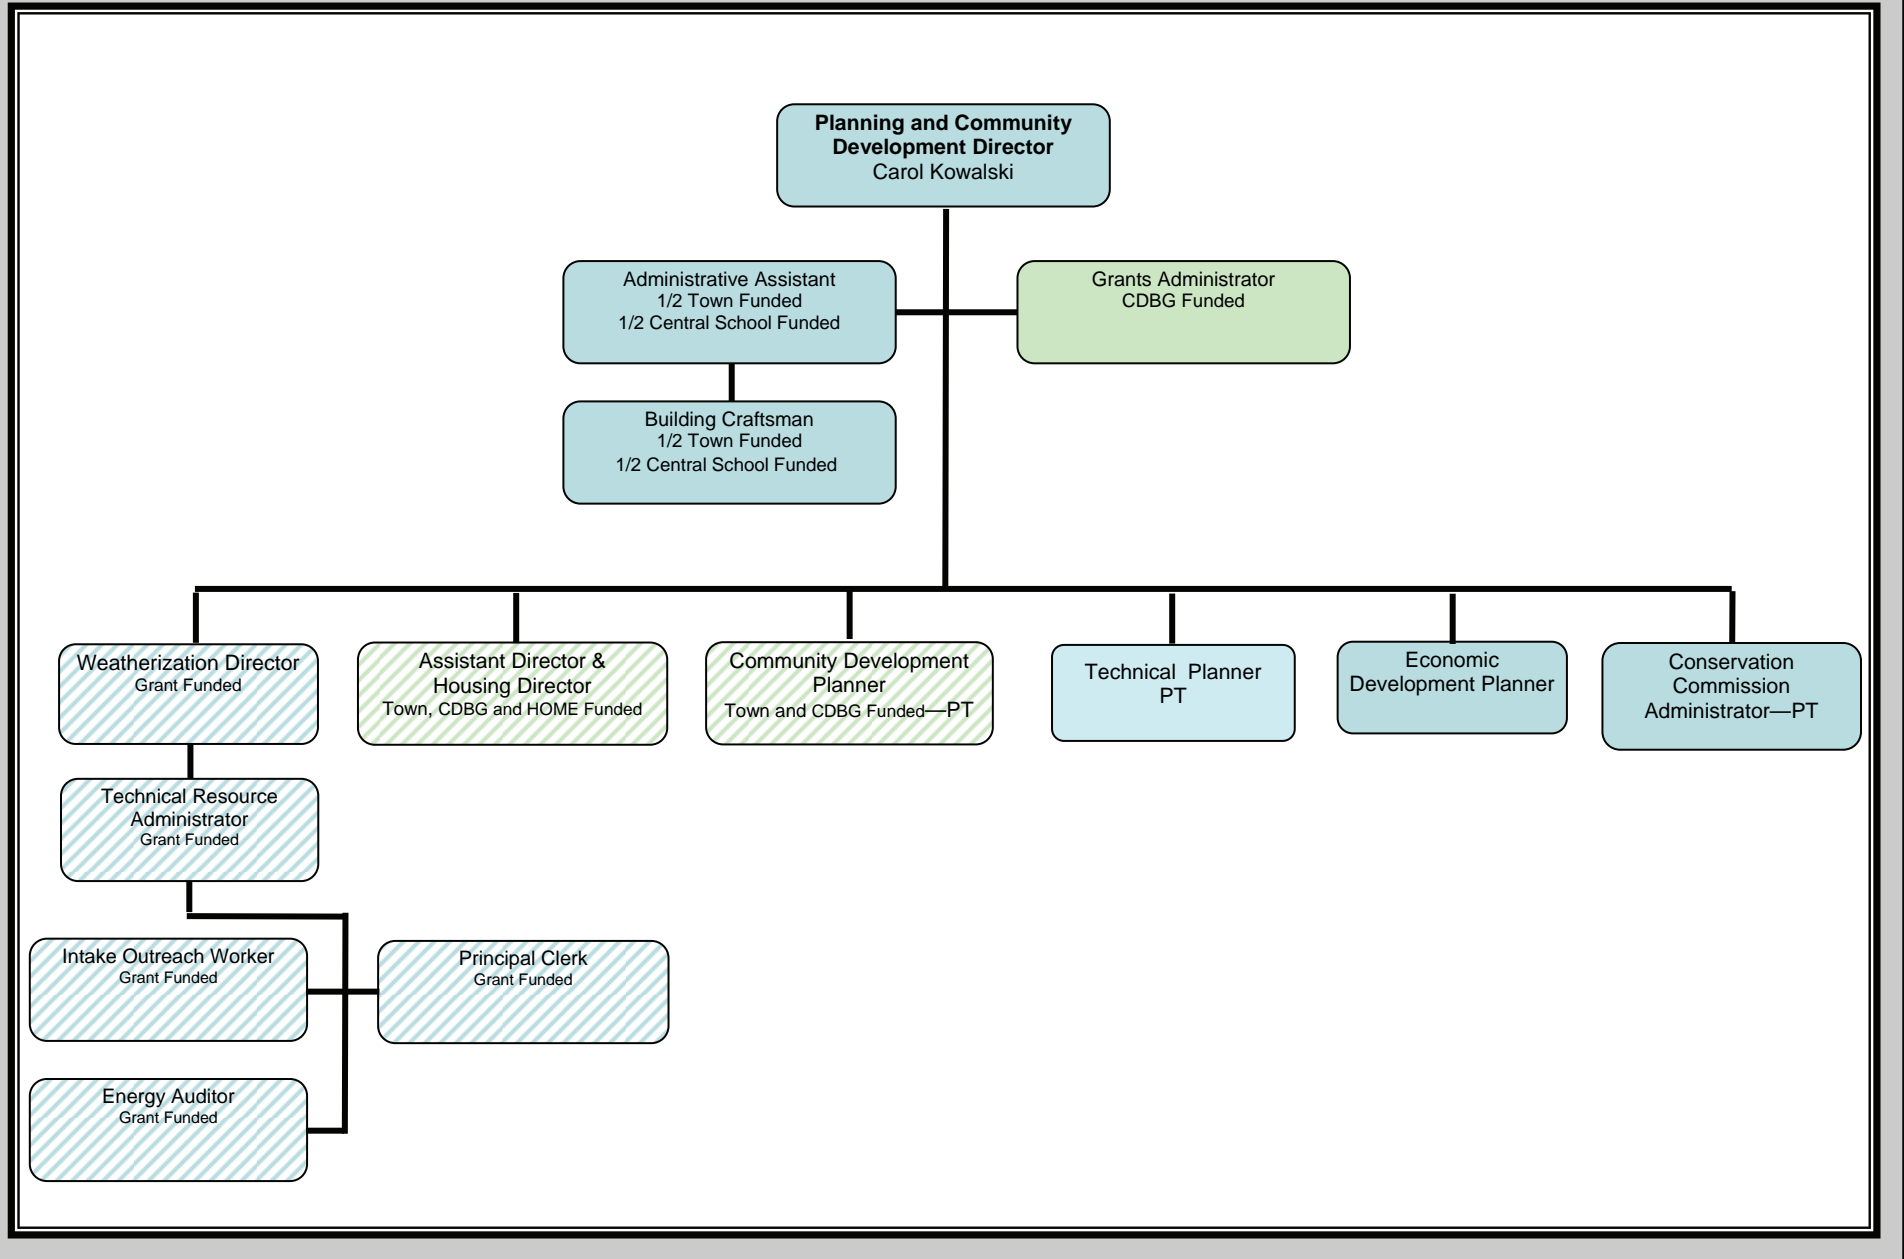 Planning and Community
Development Director
Carol Kowalski
Administrative Assistant
1/2 Town Funded
1/2 Central School Funded
Grants Administrator
CDBG Funded
Building Craftsman
1/2 Town Funded
1/2 Central School Funded
Weatherization Director
Grant Funded
Assistant Director &
Housing Director
Town, CDBG and HOME Funded
Community Development
Planner
Town and CDBG Funded—PT
Technical  Planner
PT
Economic
Development Planner
Conservation
Commission
Administrator—PT
Technical Resource
Administrator
Grant Funded
Intake Outreach Worker
Grant Funded
Principal Clerk
Grant Funded
Energy Auditor
Grant Funded